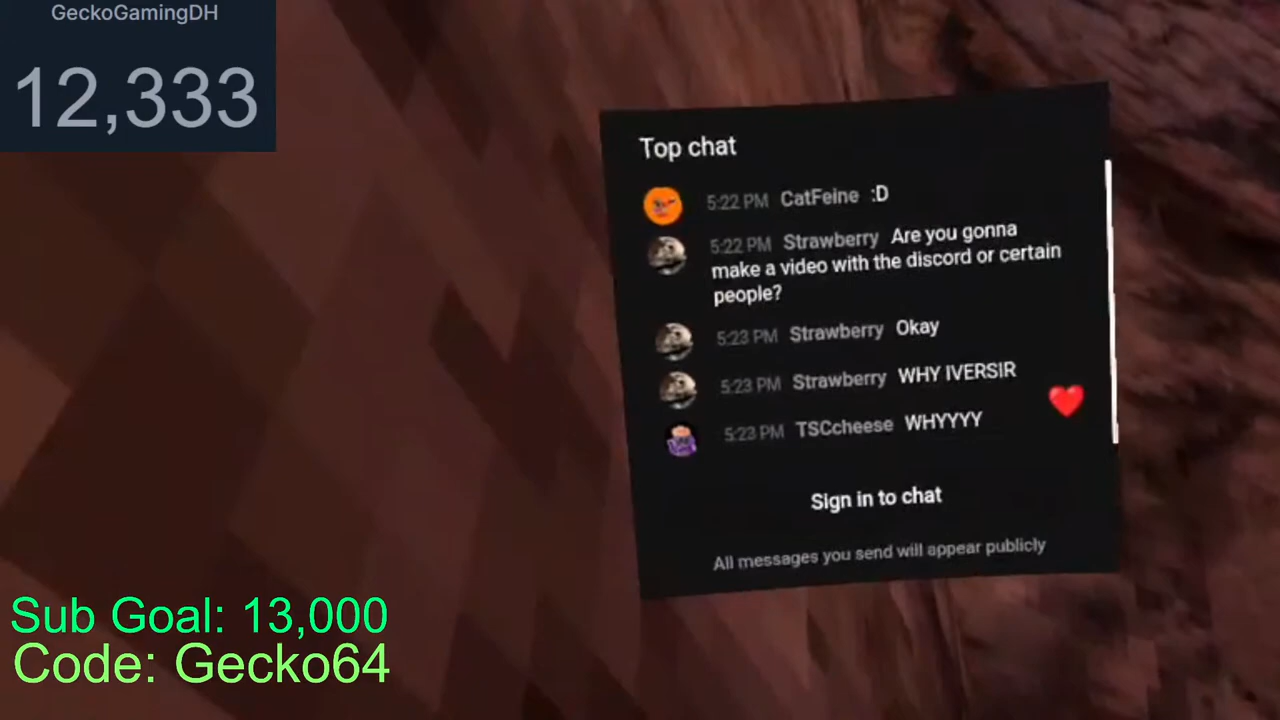 GeckoGamingDH
12,333
Top chat
5:22 PM CatFeine :D
5:22 PM Strawberry Are you gonna
make a video with the discord or certain
people?
5:23 PM Strawberry Okay
5:23 PM Strawberry WHY IVERSIR
5:23 PM TSCcheese WHYYYY
Sign in to chat
All messages you send will appear publicly
Sub Goal: 13,000
Code: Gecko64